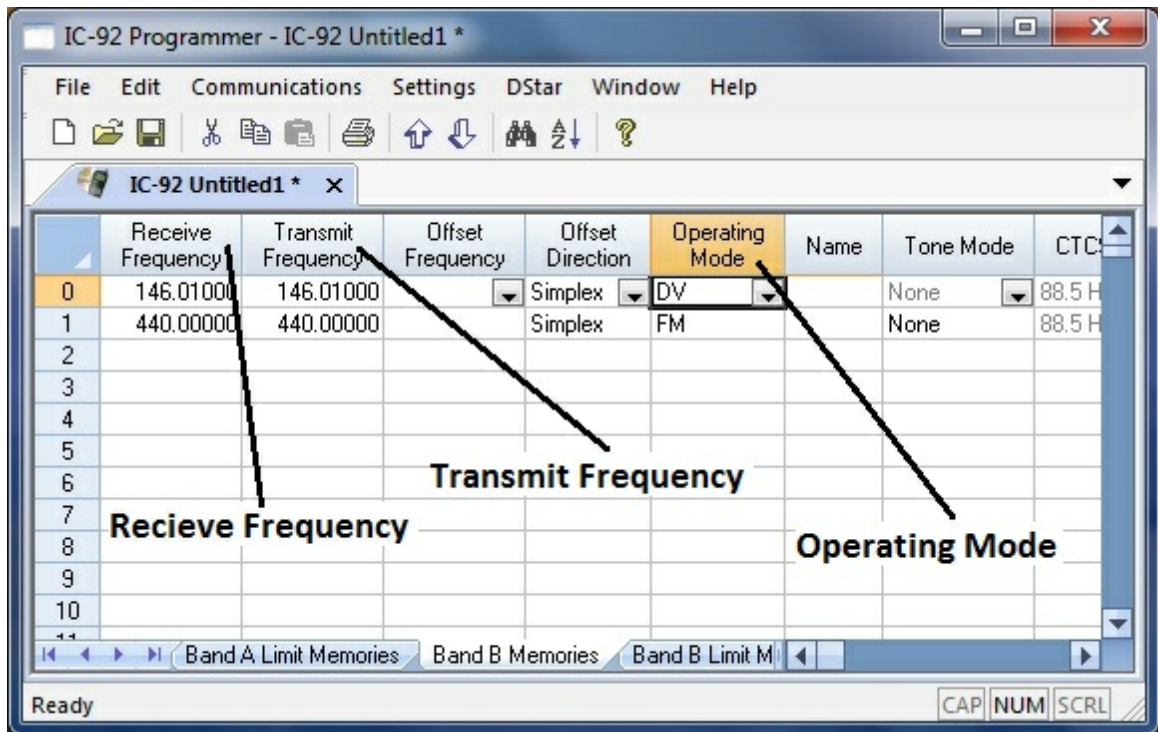 IC-92 Programmer - IC-92 Untitled1 *
File Edit Communications Settings DStar Window Help
IC-92 Untitled1 * x
Receive Frequency Transmit Frequency Offset Frequency Offset Direction Operating Mode Name Tone Mode
0 146.01000 146.01000 Simplex DV None 88.5 H
1 440.00000 440.00000 Simplex FM None 88.5 H
2
3
4
5
6
7
8
9
10
Transmit Frequency
Recieve Frequency
Operating Mode
Band A Limit Memories Band B Memories Band B Limit M
Ready CAP NUM SCRL